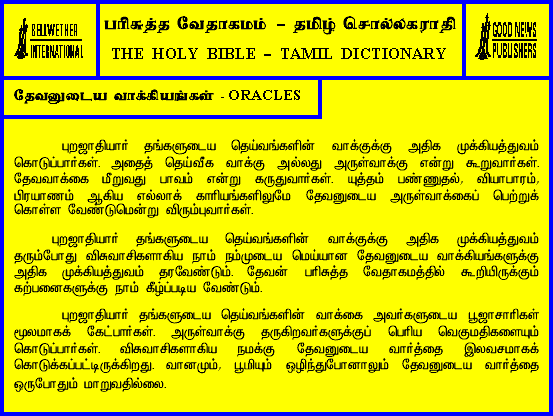 BELLWETHER
INTERNATIONAL
பரிசுத்த வேதாகமம் – தமிழ் சொல்லகராதி
THE HOLY BIBLE – TAMIL DICTIONARY
GOOD NEWS
PUBLISHERS
தேவனுடைய வாக்கியங்கள் - ORACLES
புறஜாதியார் தங்களுடைய தெய்வங்களின் வாக்குக்கு அதிக முக்கியத்துவம்
கொடுப்பார்கள். அதைத் தெய்வீக வாக்கு அல்லது அருள்வாக்கு என்று கூறுவார்கள்.
தேவவாக்கை மீறுவது பாவம் என்று கருதுவார்கள். யுத்தம் பண்ணுதல், வியாபாரம்,
பிரயாணம் ஆகிய எல்லாக் காரியங்களிலுமே தேவனுடைய அருள்வாக்கைப் பெற்றுக்
கொள்ள வேண்டுமென்று விரும்புவார்கள்.
புறஜாதியார் தங்களுடைய தெய்வங்களின் வாக்குக்கு அதிக முக்கியத்துவம்
தரும்போது விசுவாசிகளாகிய நாம் நம்முடைய மெய்யான தேவனுடைய வாக்கியங்களுக்கு
அதிக முக்கியத்துவம் தரவேண்டும். தேவன் பரிசுத்த வேதாகமத்தில் கூறியிருக்கும்
கற்பனைகளுக்கு நாம் கீழ்ப்படிய வேண்டும்.
புறஜாதியார் தங்களுடைய தெய்வங்களின் வாக்கை அவர்களுடைய பூஜாசாரிகள்
மூலமாகக் கேட்பார்கள். அருள்வாக்கு தருகிறவர்களுக்குப் பெரிய வெகுமதிகளையும்
கொடுப்பார்கள். விசுவாசிகளாகிய நமக்கு தேவனுடைய வார்த்தை இலவசமாகக்
கொடுக்கப்பட்டிருக்கிறது. வானமும், பூமியும் ஒழிந்துபோனாலும் தேவனுடைய வார்த்தை
ஒருபோதும் மாறுவதில்லை.